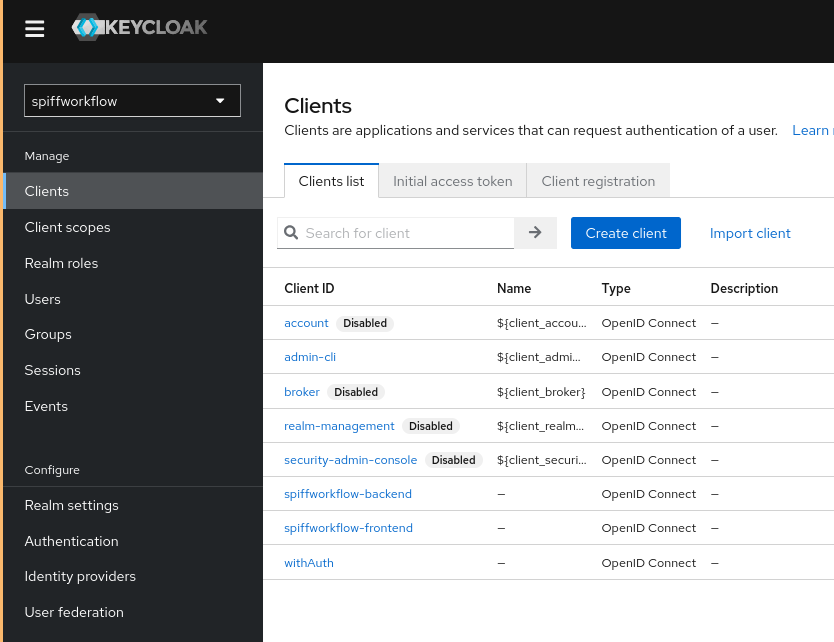 KEYCLOAK
spiffworkflow
Manage
Clients
Client scopes
Realm roles
Users
Groups
Sessions
Events
Configure
Realm settings
Authentication
Identity providers
User federation
Clients
Clients are applications and services that can request authentication of a user. Learn
Clients list Initial access token Client registration
Search for client Create client Import client
Client ID Name Type Description
account Disabled ${client_accou... OpenID Connect –
admin-cli ${client_admi... OpenID Connect –
broker Disabled ${client_broker} OpenID Connect –
realm-management Disabled ${client_realm... OpenID Connect –
security-admin-console Disabled ${client_securi... OpenID Connect –
spiffworkflow-backend – OpenID Connect –
spiffworkflow-frontend – OpenID Connect –
withAuth – OpenID Connect –